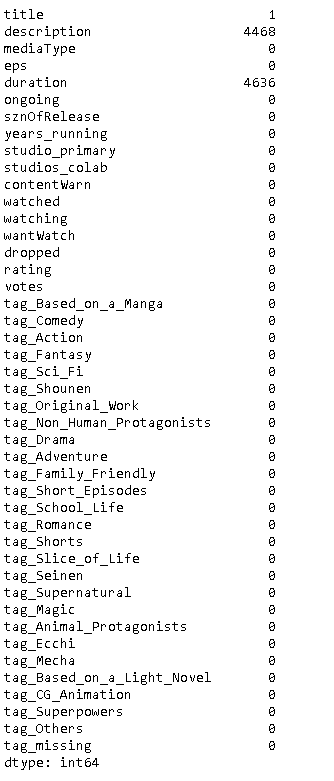 title 1
description 4468
mediaType 0
eps 0
duration 4636
ongoing 0
sznOfRelease 0
years_running 0
studio_primary 0
studios_colab 0
contentWarn 0
watched 0
watching 0
wantWatch 0
dropped 0
rating 0
votes 0
tag_Based_on_a_Manga 0
tag_Comedy 0
tag_Action 0
tag_Fantasy 0
tag_Sci_Fi 0
tag_Shounen 0
tag_Original_Work 0
tag_Non_Human_Protagonists 0
tag_Drama 0
tag_Adventure 0
tag_Family_Friendly 0
tag_Short_Episodes 0
tag_School_Life 0
tag_Romance 0
tag_Shorts 0
tag_Slice_of_Life 0
tag_Seinen 0
tag_Supernatural 0
tag_Magic 0
tag_Animal_Protagonists 0
tag_Ecchi 0
tag_Mecha 0
tag_Based_on_a_Light_Novel 0
tag_CG_Animation 0
tag_Superpowers 0
tag_Others 0
tag_missing 0
dtype: int64